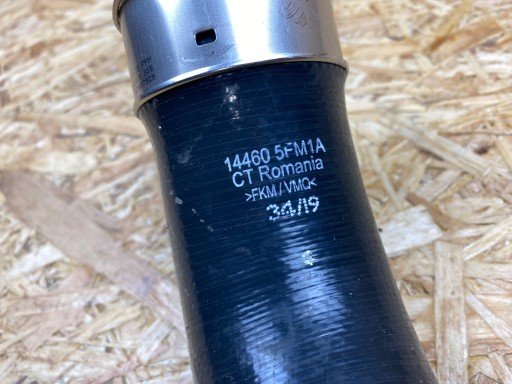 14460 5FM1A
CT Romania
>FKM/VMQ<
34/19